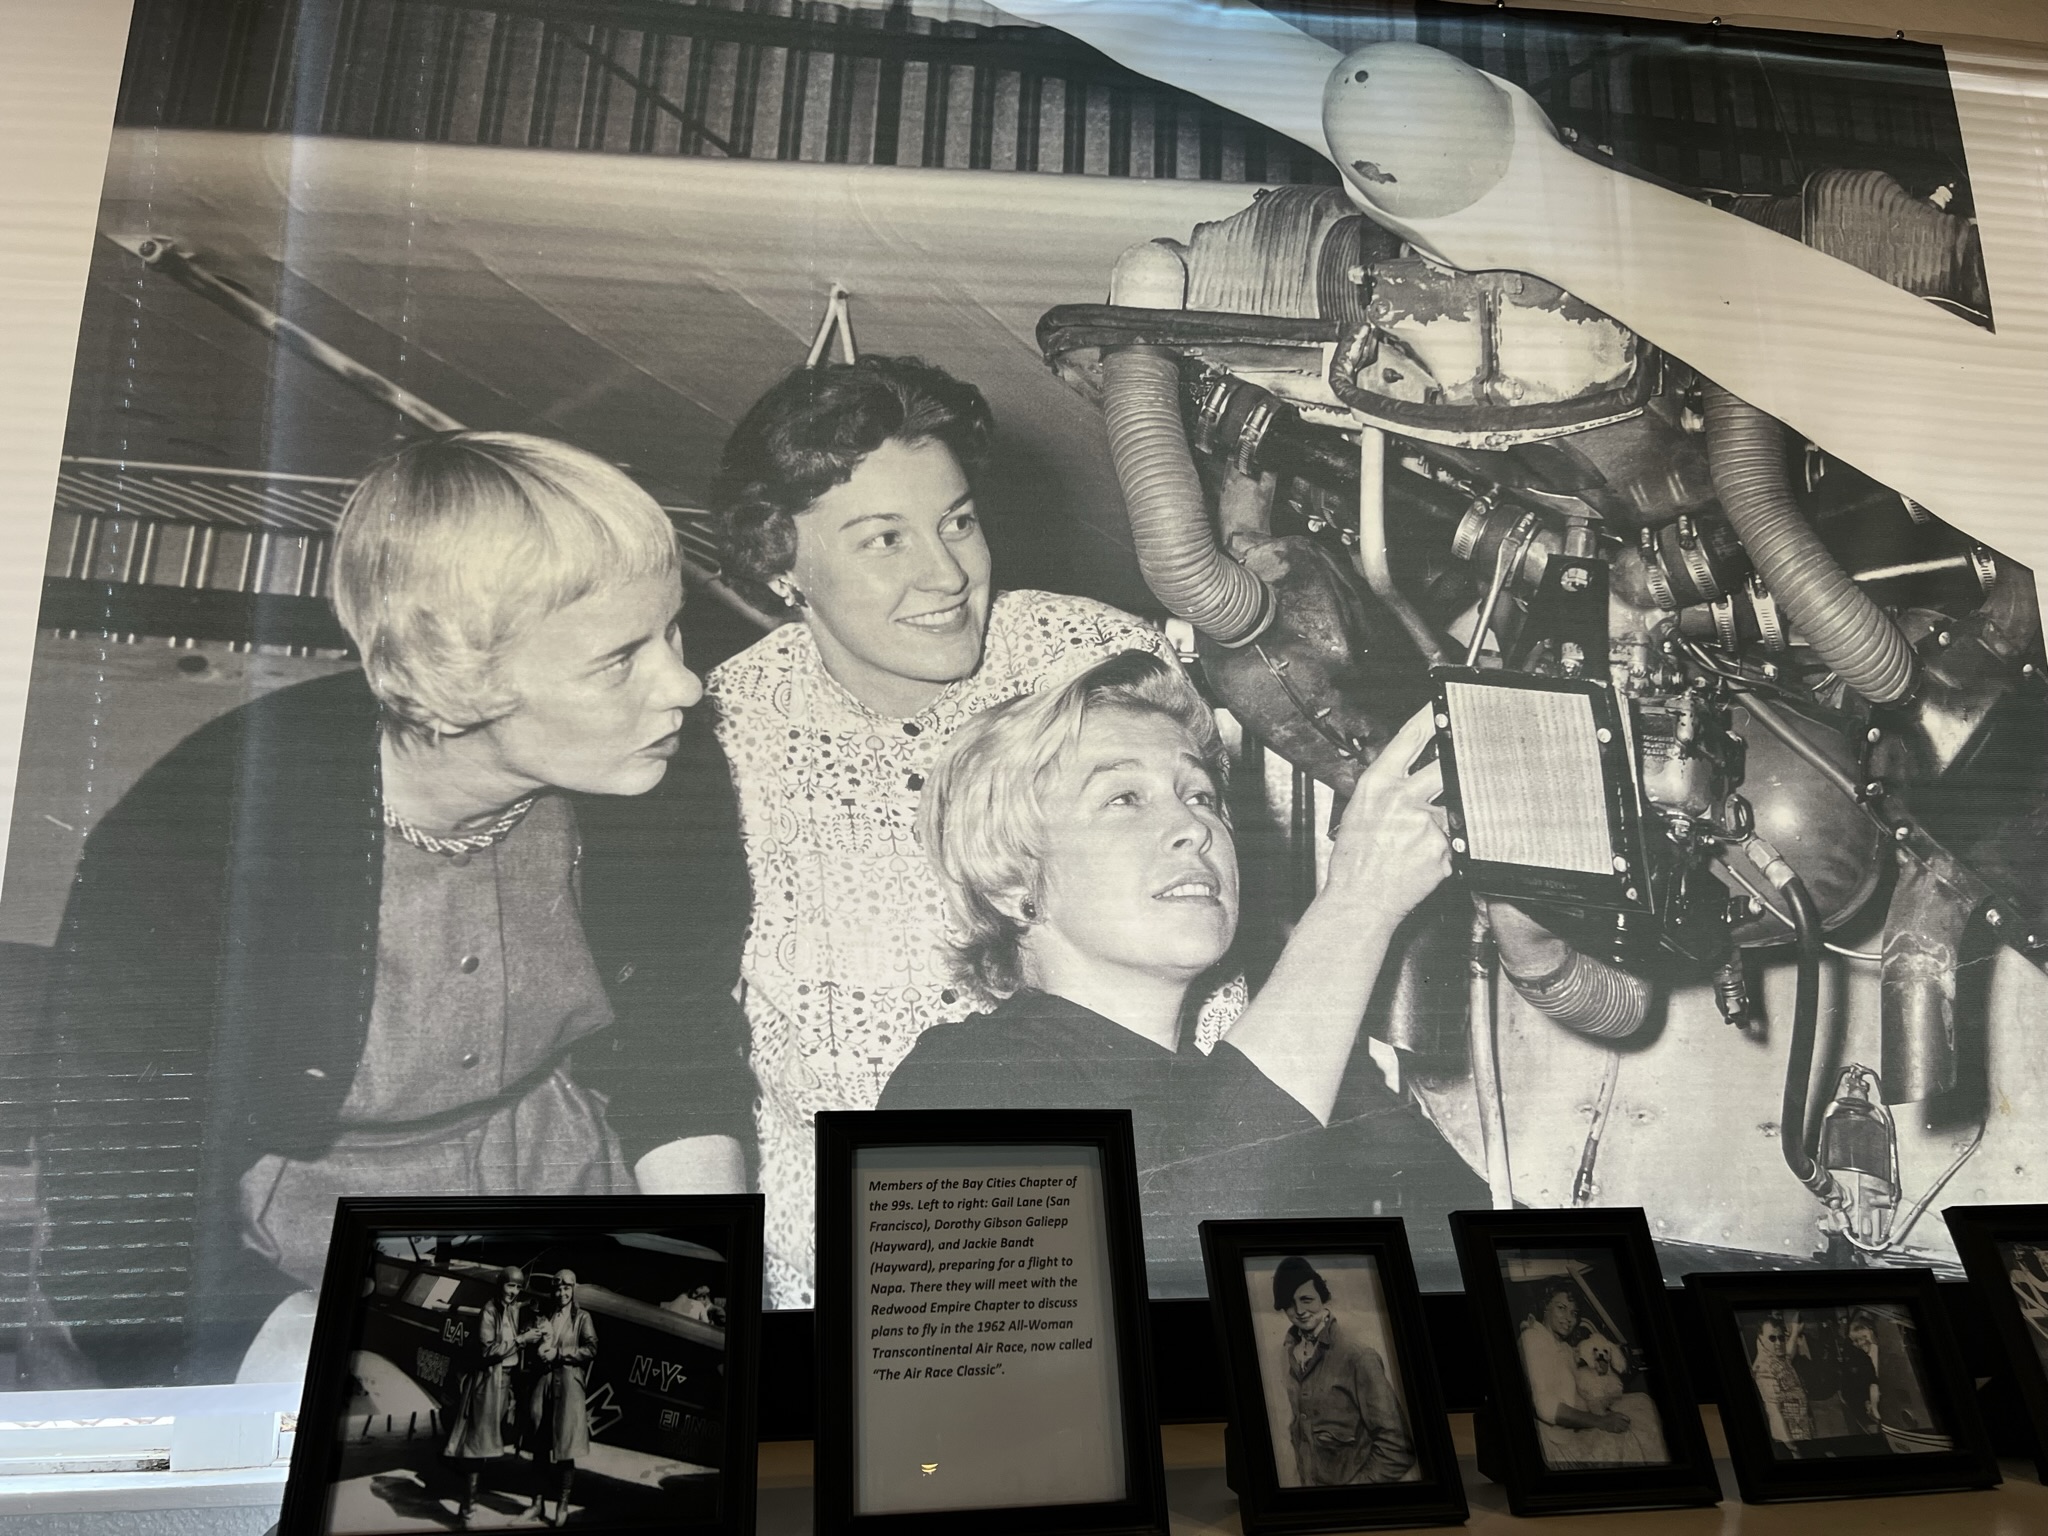 Members of the Bay Cities Chapter of
the 99s. Left to right: Gail Lane (San
Francisco), Dorothy Gibson Galiepp
(Hayward), and Jackie Bandt
(Hayward), preparing for a flight to
Napa. There they will meet with the
Redwood Empire Chapter to discuss
plans to fly in the 1962 All-Woman
Transcontinental Air Race, now called
"The Air Race Classic".
L·A·
N·Y·